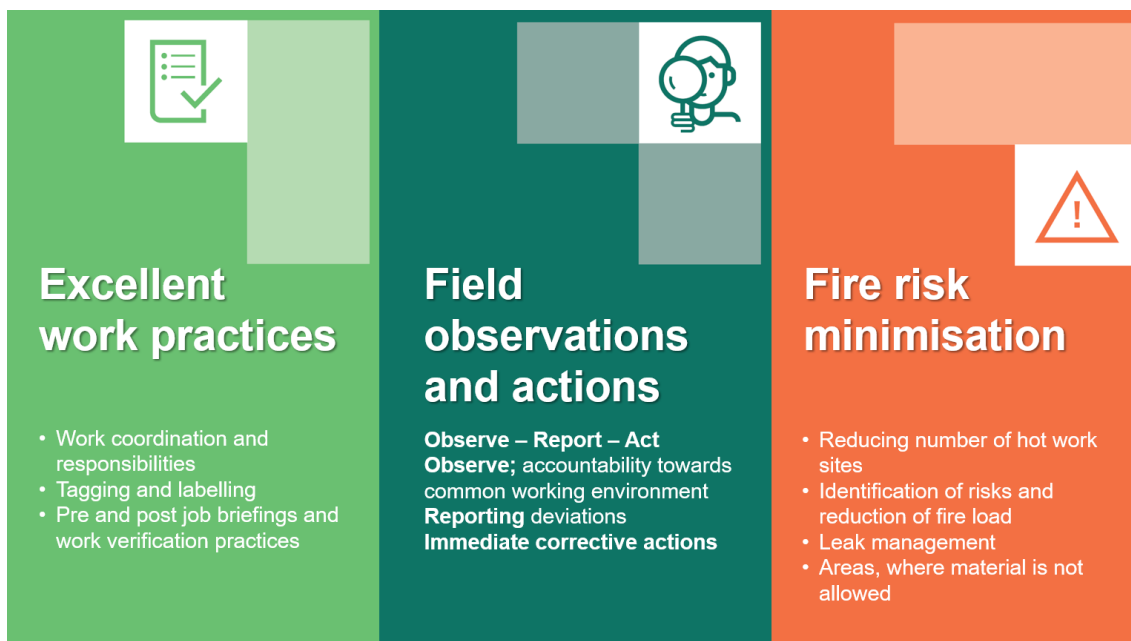 Excellent
work practices
• Work coordination and
responsibilities
• Tagging and labelling
• Pre and post job briefings and
work verification practices
Field
observations
and actions
Observe – Report – Act
Observe; accountability towards
common working environment
Reporting deviations
Immediate corrective actions
!
Fire risk
minimisation
• Reducing number of hot work
sites
• Identification of risks and
reduction of fire load
• Leak management
• Areas, where material is not
allowed